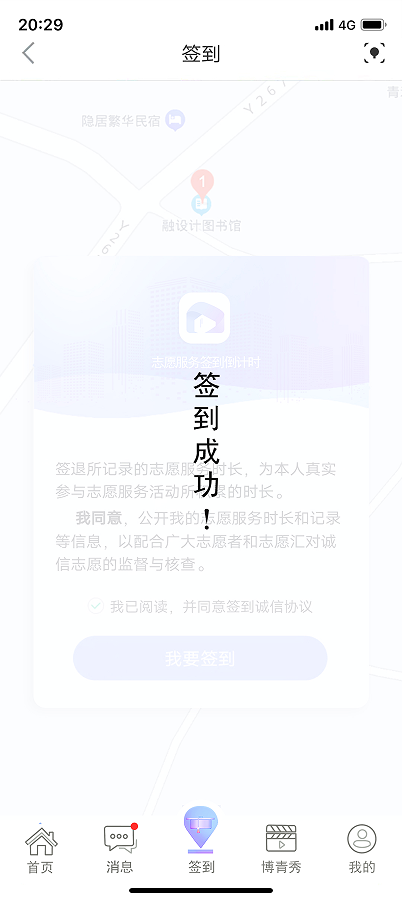 20:29
4G
签到
青
Y267
隐居繁华民宿
1
融设计图书馆
Y26
志愿服务签到倒计时
签到成功！
签退所记录的志愿服务时长，为本人真实
参与志愿服务活动所记录的时长。
我同意，公开我的志愿服务时长和记录
等信息，以配合广大志愿者和志愿汇对诚
信志愿的监督与核查。
我已阅读，并同意签到诚信协议
我要签到
首页
消息
签到
博青秀
我的